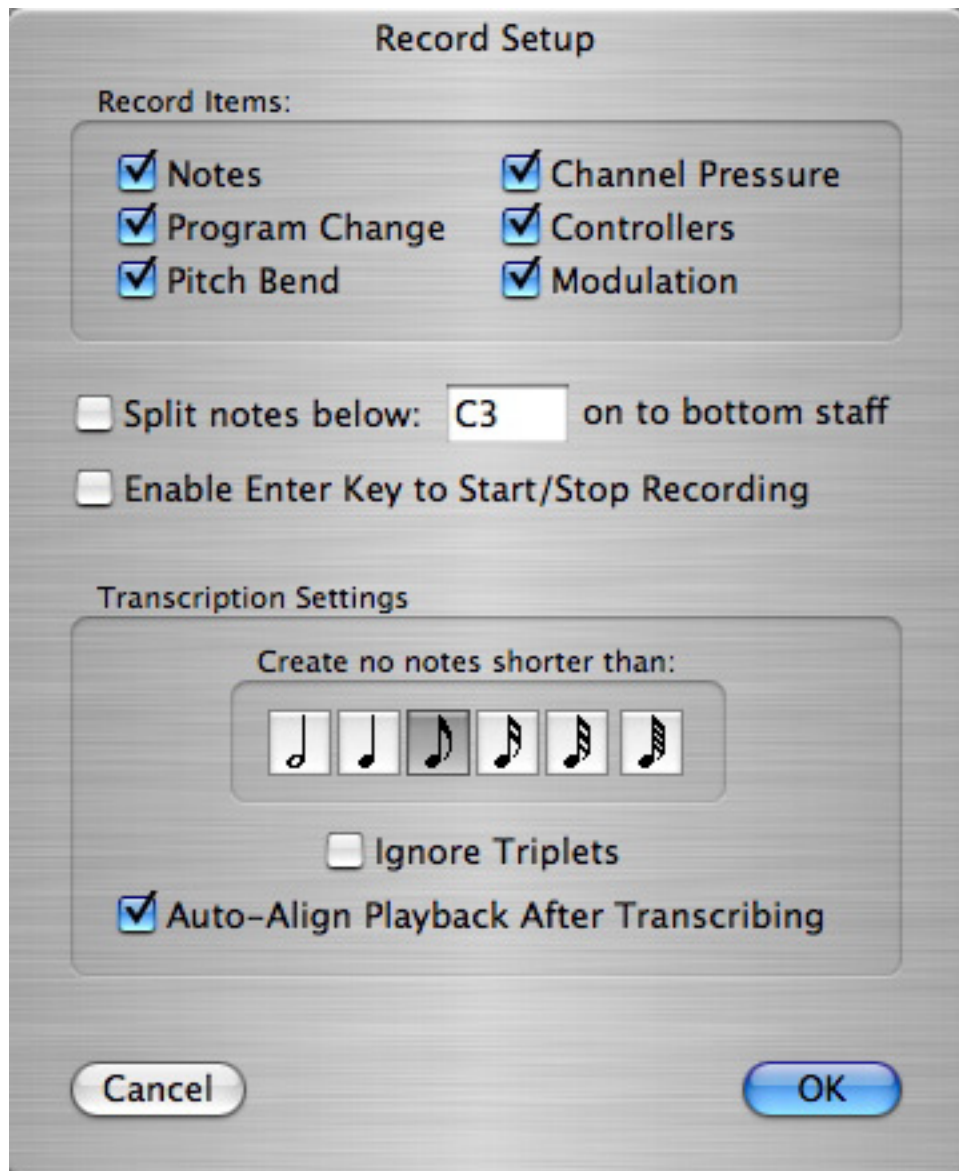 Record Setup
Record Items:
Notes
Channel Pressure
Program Change
Controllers
Pitch Bend
Modulation
Split notes below: C3 on to bottom staff
Enable Enter Key to Start/Stop Recording
Transcription Settings
Create no notes shorter than:
Ignore Triplets
Auto-Align Playback After Transcribing
Cancel
OK